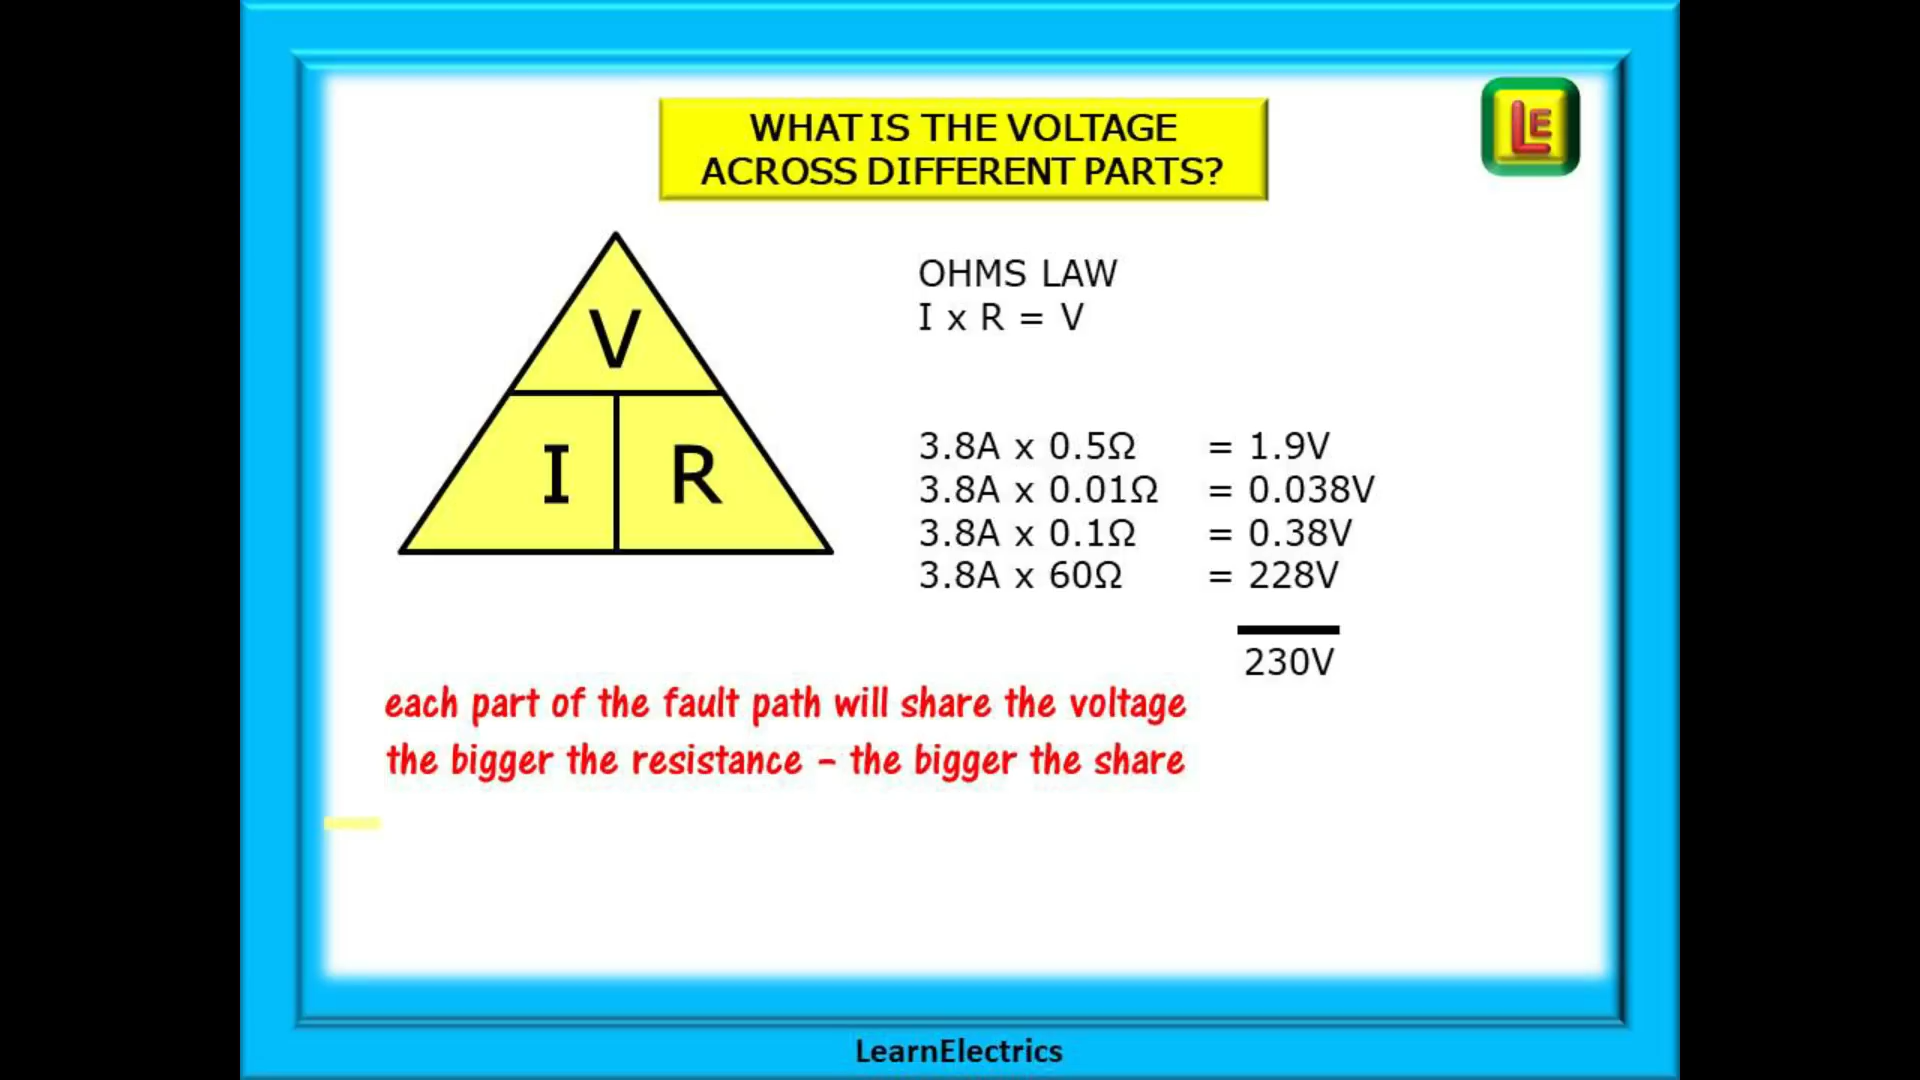 WHAT IS THE VOLTAGE
ACROSS DIFFERENT PARTS?
LE
V
I R
OHMS LAW
I x R = V
3.8A x 0.5Ω = 1.9V
3.8A x 0.01Ω = 0.038V
3.8A x 0.1Ω = 0.38V
3.8A x 60Ω = 228V
230V
each part of the fault path will share the voltage
the bigger the resistance – the bigger the share
LearnElectrics